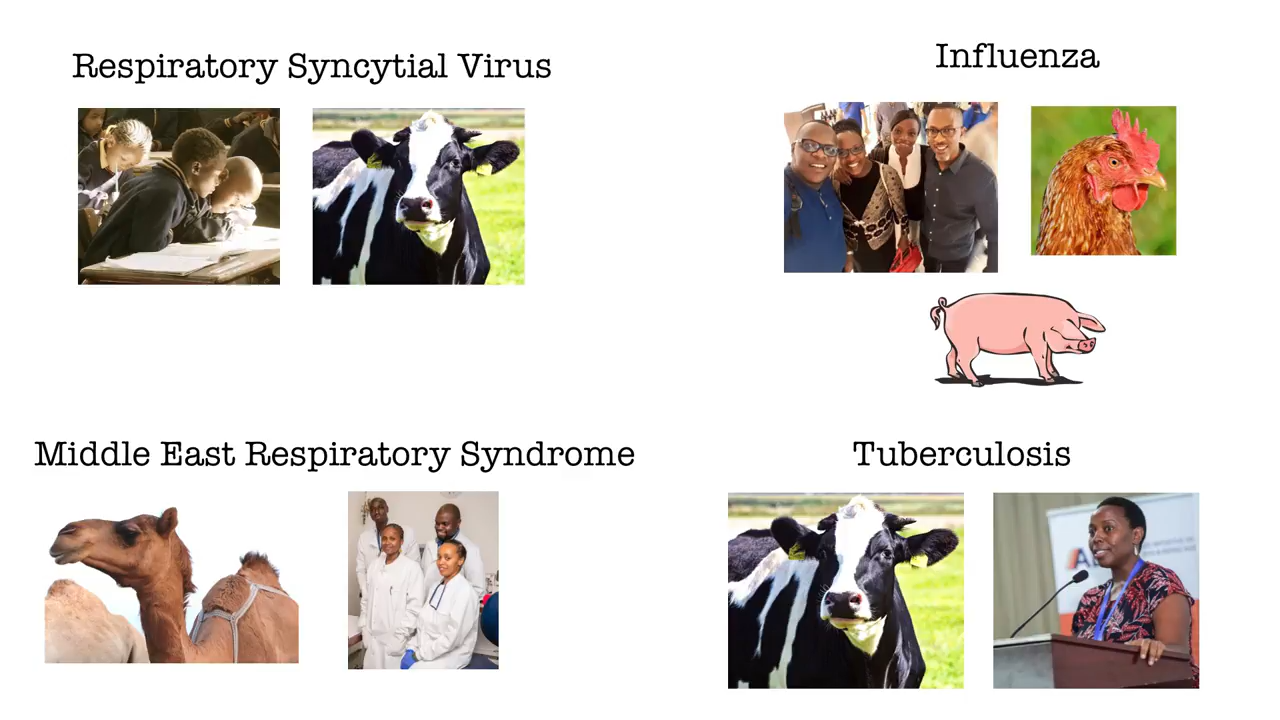 Respiratory Syncytial Virus
Influenza
Middle East Respiratory Syndrome
Tuberculosis